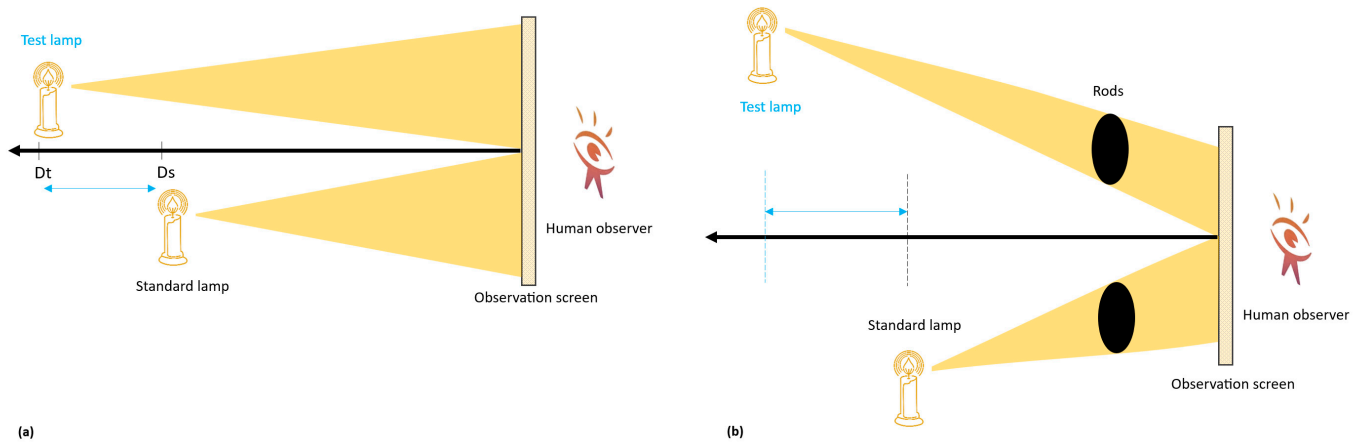 Test lamp
Dt
Ds
Standard lamp
Human observer
Observation screen
(a)
Test lamp
Rods
Standard lamp
Human observer
Observation screen
(b)